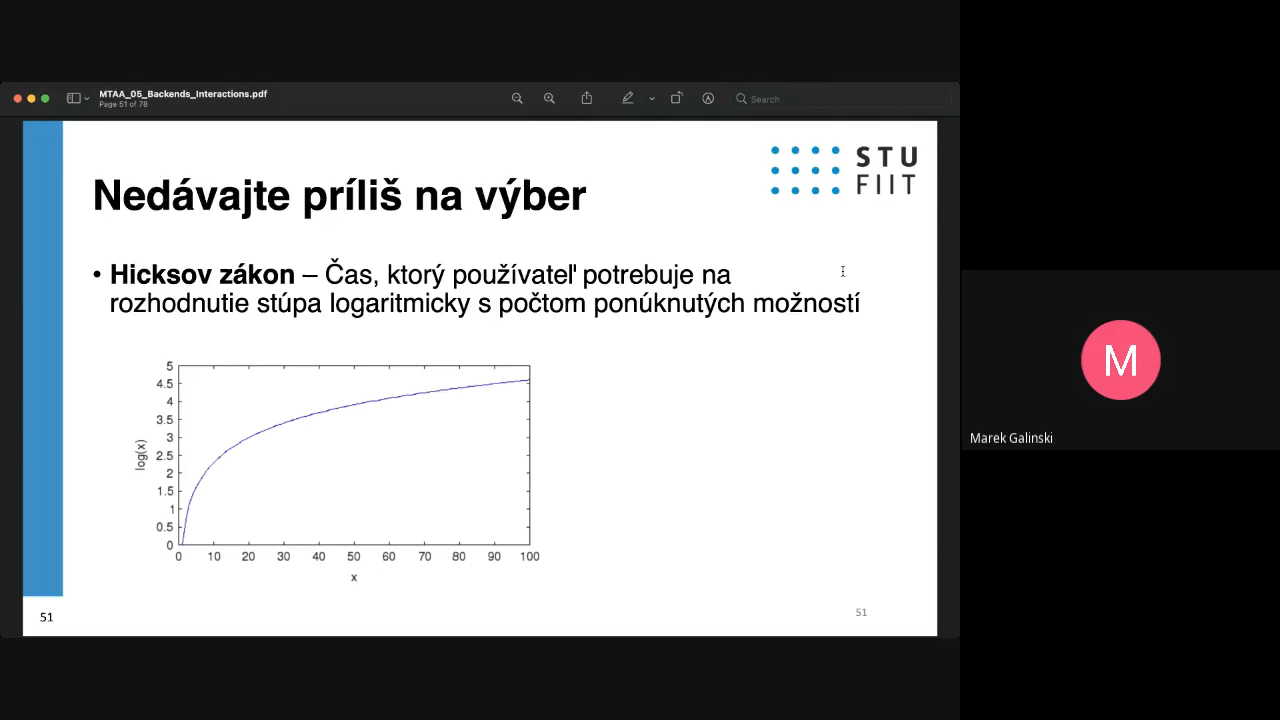 MTAA_05_Backends_Interactions.pdf
Page 51 of 78
Search
STU
FIIT
Nedávajte príliš na výber
• Hicksov zákon – Čas, ktorý používateľ potrebuje na
rozhodnutie stúpa logaritmicky s počtom ponúknutých možností
5
4.5
4
3.5
3
2.5
2
1.5
1
0.5
0
log(x)
0 10 20 30 40 50 60 70 80 90 100
x
51
51
M
Marek Galinski